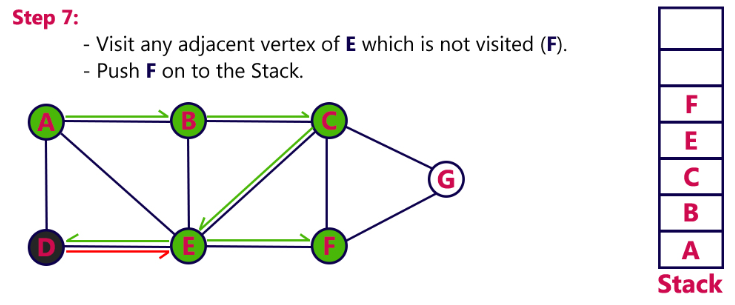 Step 7:
- Visit any adjacent vertex of E which is not visited (F).
- Push F on to the Stack.
A
B
C
G
D
E
F
F
E
C
B
A
Stack